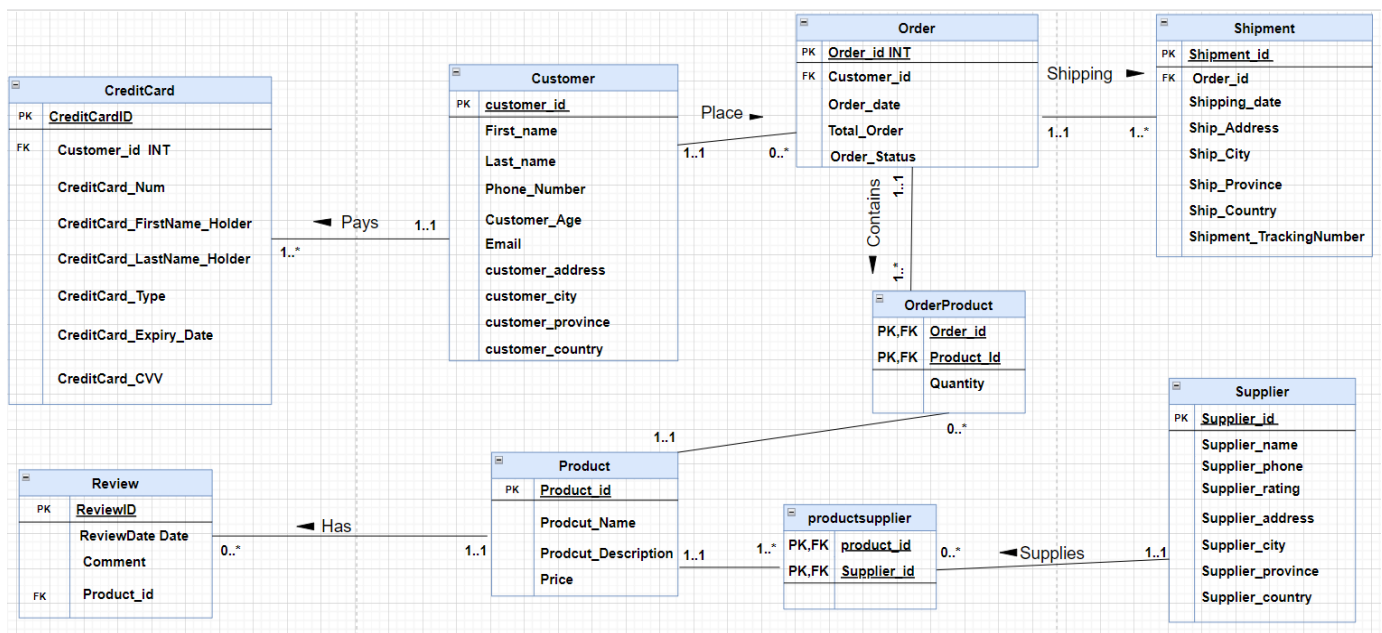 CreditCard
PK CreditCardID
FK Customer_id INT
CreditCard_Num
CreditCard_FirstName_Holder
CreditCard_LastName_Holder
CreditCard_Type
CreditCard_Expiry_Date
CreditCard_CVV
Pays
1..1
1..*
Customer
PK customer_id
First_name
Last_name
Phone_Number
Customer_Age
Email
customer_address
customer_city
customer_province
customer_country
Place
1..1
0..*
Order
PK Order_id INT
FK Customer_id
Order_date
Total_Order
Order_Status
Shipping
1..1
1..*
Shipment
PK Shipment_id
FK Order_id
Shipping_date
Ship_Address
Ship_City
Ship_Province
Ship_Country
Shipment_TrackingNumber
Contains
1..1
1..*
OrderProduct
PK,FK Order_id
PK,FK Product_Id
Quantity
0..*
1..1
Review
PK ReviewID
ReviewDate Date
Comment
FK Product_id
Has
0..*
1..1
Product
PK Product_id
Prodcut_Name
Prodcut_Description
Price
1..1
1..*
productsupplier
PK,FK product_id
PK,FK Supplier_id
0..*
Supplies
1..1
Supplier
PK Supplier_id
Supplier_name
Supplier_phone
Supplier_rating
Supplier_address
Supplier_city
Supplier_province
Supplier_country